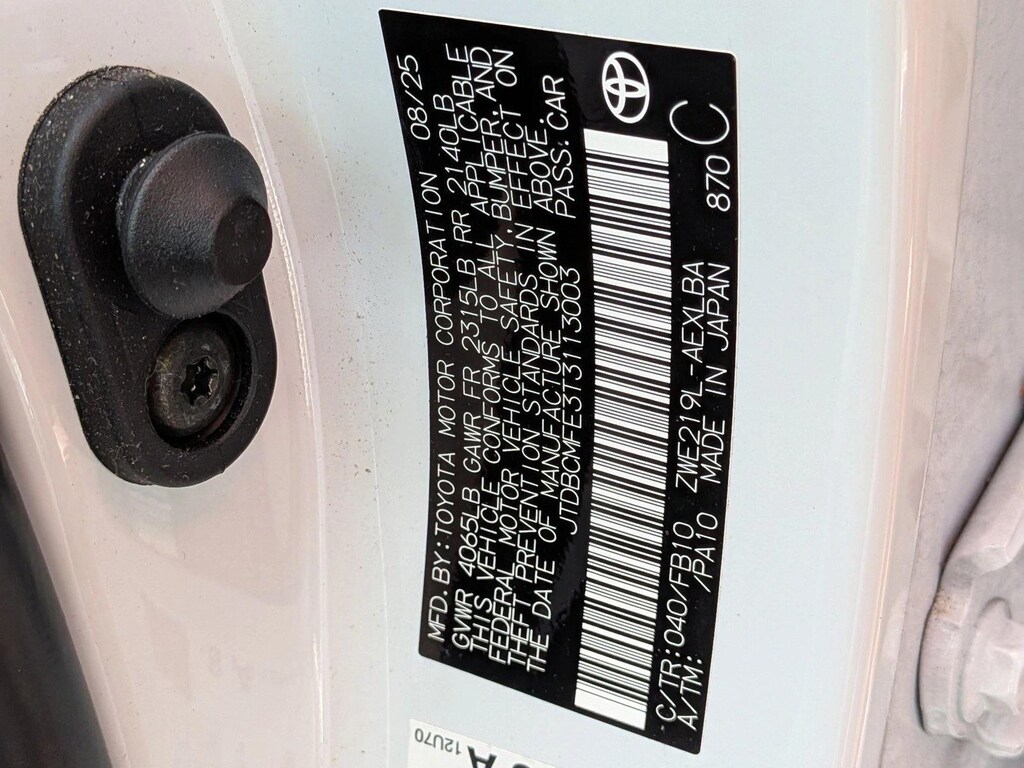 MFD. BY: TOYOTA MOTOR CORPORATION 08/25
GVWR 4065LB GAWR FR 2315LB RR 2140LB
THIS VEHICLE CONFORMS TO ALL APPLICABLE
FEDERAL MOTOR VEHICLE SAFETY, BUMPER, AND
THEFT PREVENTION STANDARDS IN EFFECT ON
THE DATE OF MANUFACTURE SHOWN ABOVE.
JTDBCMFE3T3113003 PASS. CAR
C/TR: 040/FB10 ZW​E219L-AEXLBA C
A/TM: /PA10 MADE IN JAPAN 870
12U70